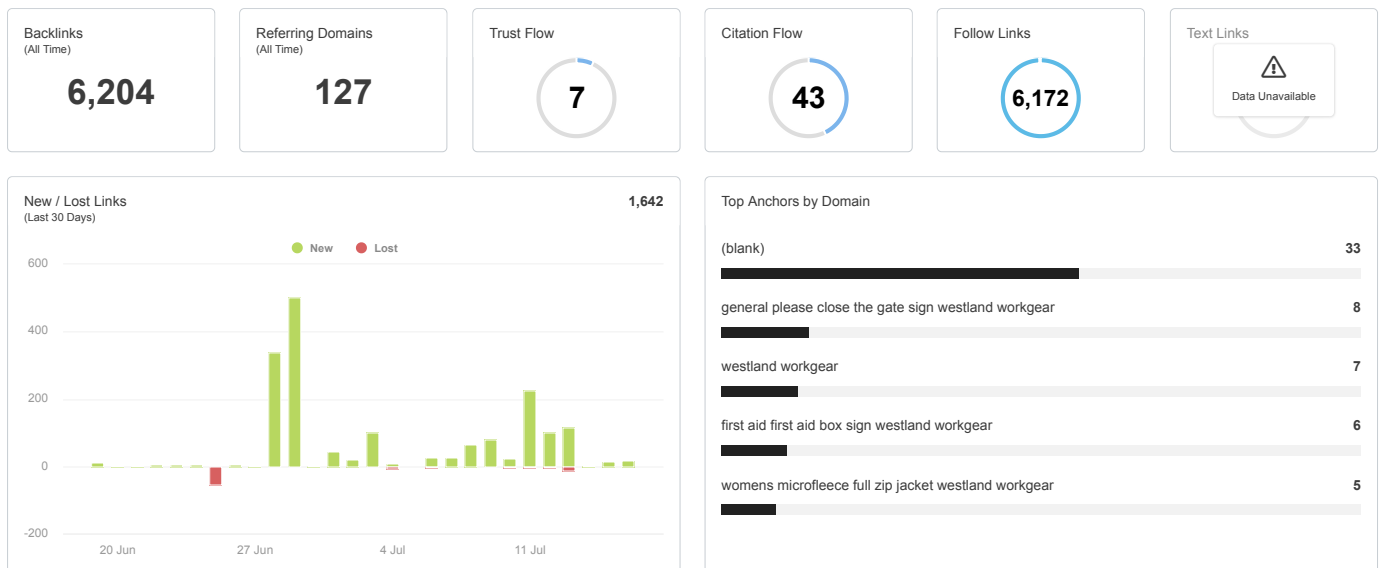 Backlinks
(All Time)
6,204
Referring Domains
(All Time)
127
Trust Flow
7
Citation Flow
43
Follow Links
6,172
Text Links
Data Unavailable
New / Lost Links
(Last 30 Days)
1,642
New Lost
600
400
200
0
-200
20 Jun 27 Jun 4 Jul 11 Jul
Top Anchors by Domain
(blank) 33
general please close the gate sign westland workgear 8
westland workgear 7
first aid first aid box sign westland workgear 6
womens microfleece full zip jacket westland workgear 5